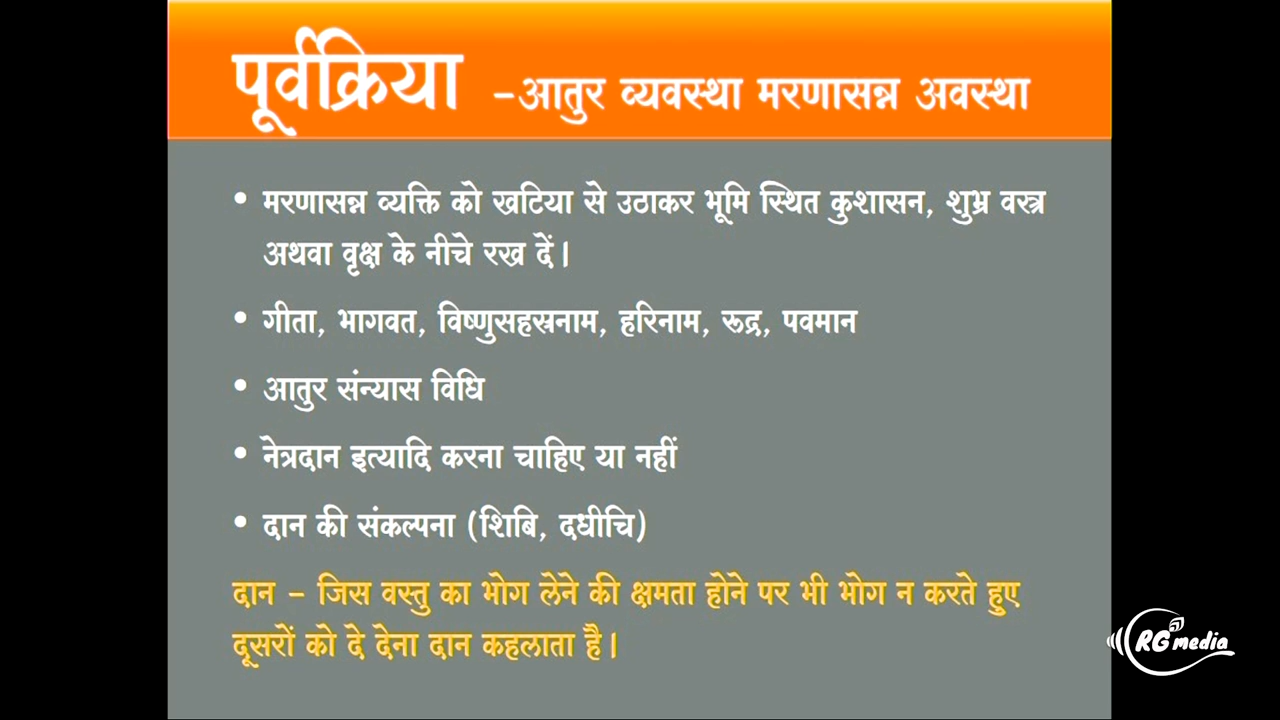 पूर्वक्रिया -आतुर व्यवस्था मरणासन्न अवस्था
• मरणासन्न व्यक्ति को खटिया से उठाकर भूमि स्थित कुशासन, शुभ्र वस्त्र
अथवा वृक्ष के नीचे रख दें।
• गीता, भागवत, विष्णुसहस्रनाम, हरिनाम, रूद्र, पवमान
• आतुर संन्यास विधि
• नेत्रदान इत्यादि करना चाहिए या नहीं
• दान की संकल्पना (शिबि, दधीचि)
दान - जिस वस्तु का भोग लेने की क्षमता होने पर भी भोग न करते हुए
दूसरों को दे देना दान कहलाता है।
RG media